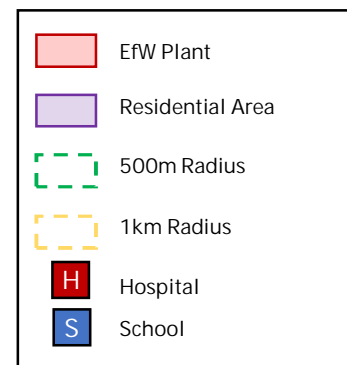 EfW Plant
Residential Area
500m Radius
1km Radius
H Hospital
S School